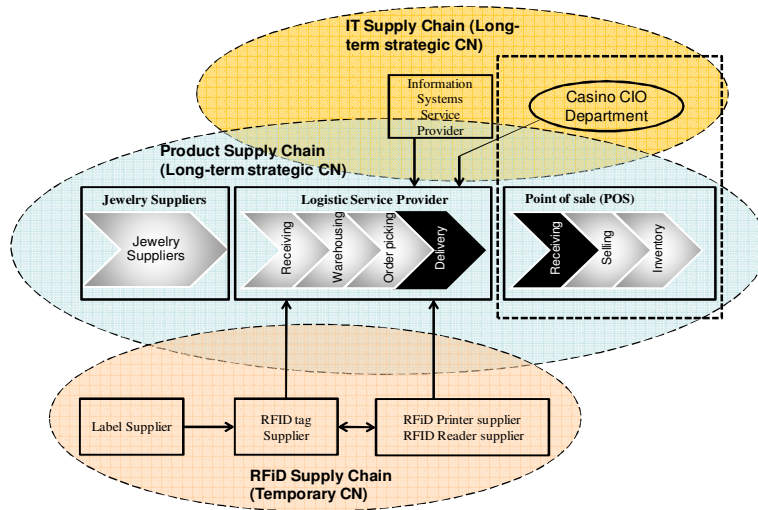 IT Supply Chain (Long-
term strategic CN)
Information
Systems
Service
Provider
Casino CIO
Department
Product Supply Chain
(Long-term strategic CN)
Jewelry Suppliers
Logistic Service Provider
Point of sale (POS)
Jewelry
Suppliers
Receiving
Warehousing
Order picking
Delivery
Receiving
Selling
Inventory
Label Supplier
RFID tag
Supplier
RFiD Printer supplier
RFID Reader supplier
RFiD Supply Chain
(Temporary CN)